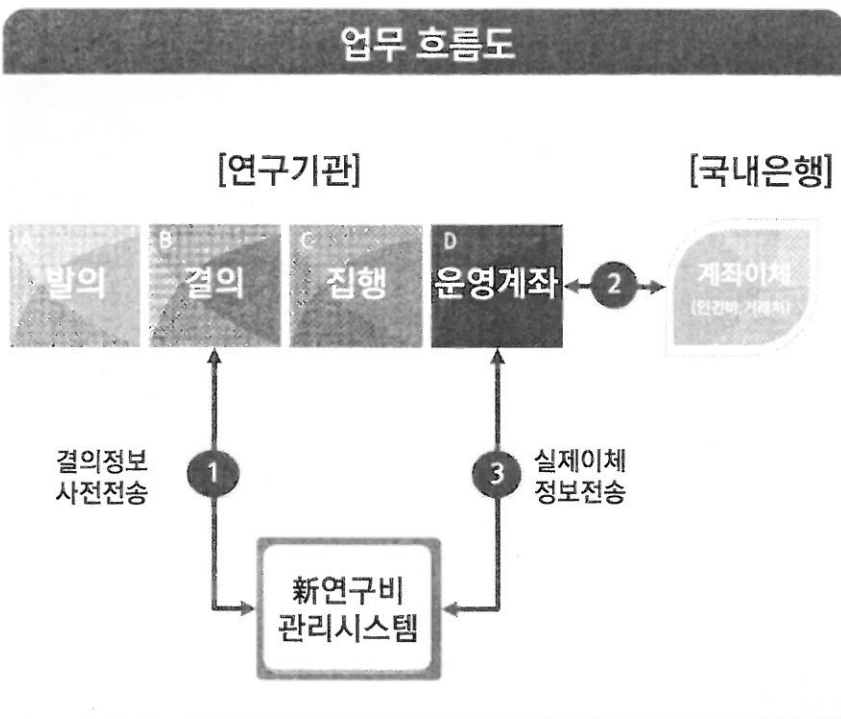 업무 흐름도
[연구기관]
[국내은행]
A
발의
B
결의
C
집행
D
운영계좌
2
계좌이체
(인건비, 거래처)
결의정보
사전전송
1
3
실제이체
정보전송
新연구비
관리시스템